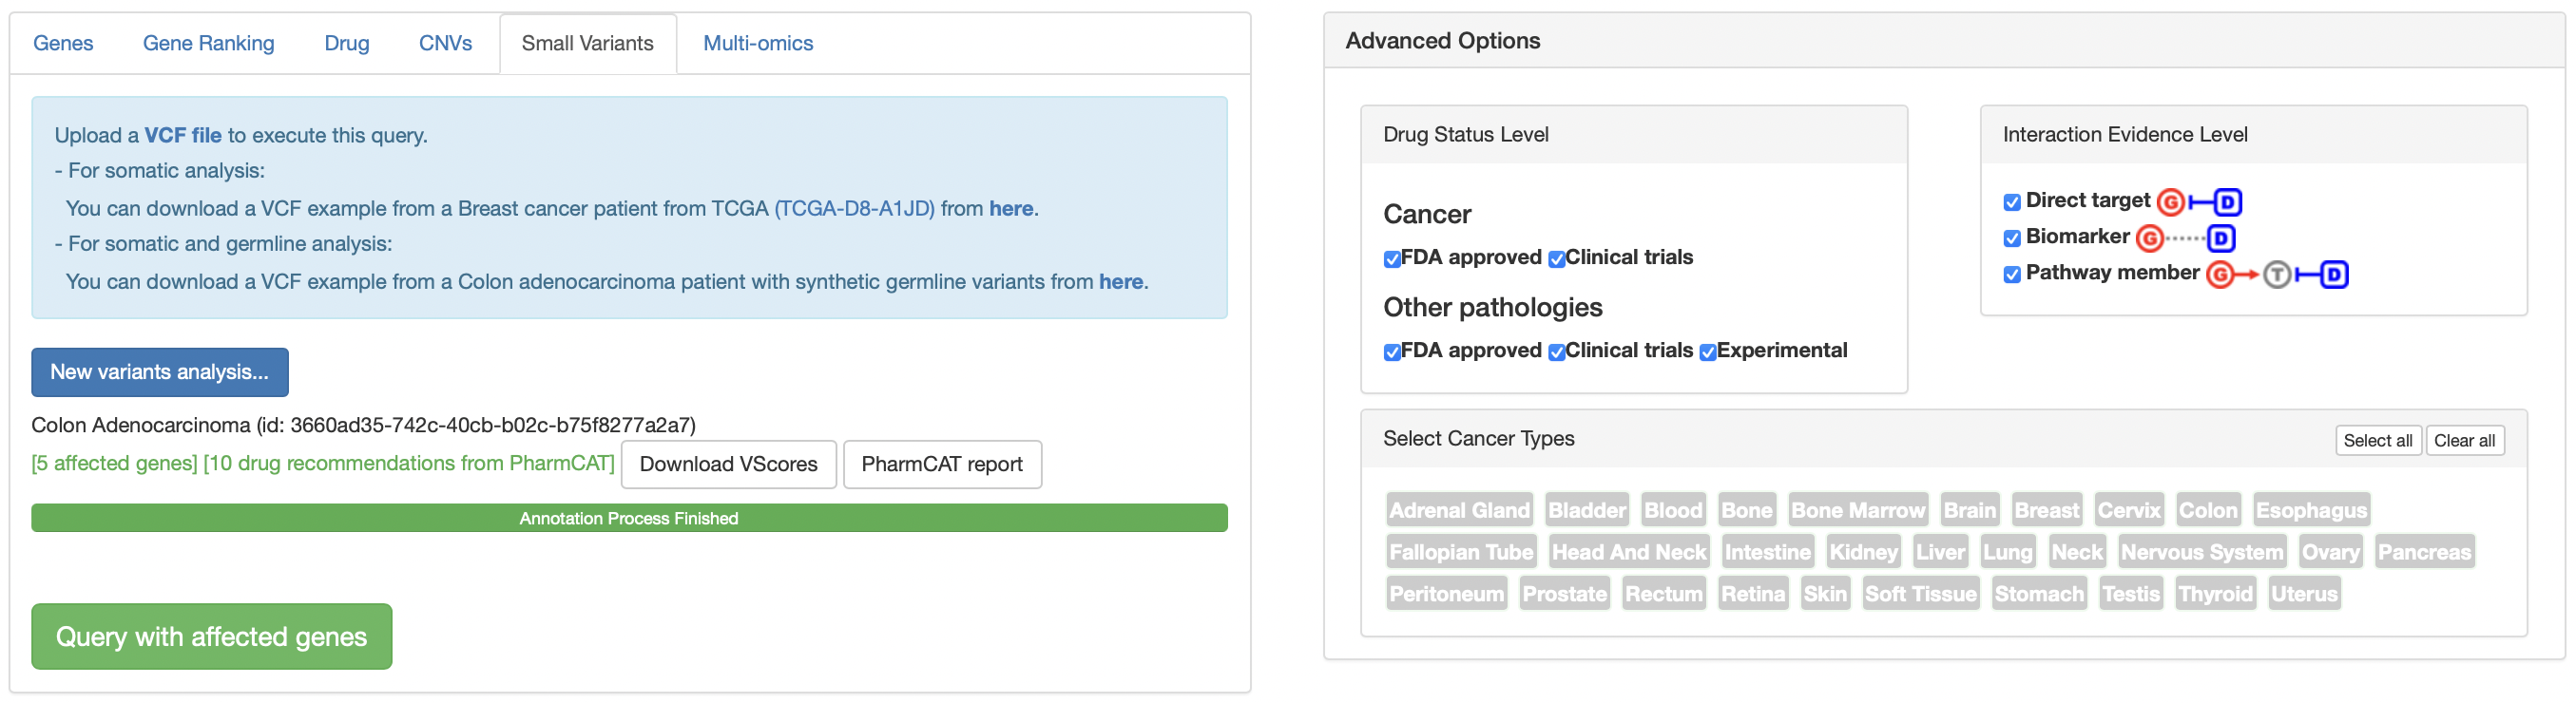 Genes Gene Ranking Drug CNVs Small Variants Multi-omics
Upload a VCF file to execute this query.
- For somatic analysis:
You can download a VCF example from a Breast cancer patient from TCGA (TCGA-D8-A1JD) from here.
- For somatic and germline analysis:
You can download a VCF example from a Colon adenocarcinoma patient with synthetic germline variants from here.
New variants analysis...
Colon Adenocarcinoma (id: 3660ad35-742c-40cb-b02c-b75f8277a2a7)
[5 affected genes] [10 drug recommendations from PharmCAT] Download VScores PharmCAT report
Annotation Process Finished
Query with affected genes
Advanced Options
Drug Status Level
Cancer
FDA approved Clinical trials
Other pathologies
FDA approved Clinical trials Experimental
Interaction Evidence Level
Direct target G D
Biomarker G D
Pathway member G T D
Select Cancer Types Select all Clear all
Adrenal Gland Bladder Blood Bone Bone Marrow Brain Breast Cervix Colon Esophagus
Fallopian Tube Head And Neck Intestine Kidney Liver Lung Neck Nervous System Ovary Pancreas
Peritoneum Prostate Rectum Retina Skin Soft Tissue Stomach Testis Thyroid Uterus